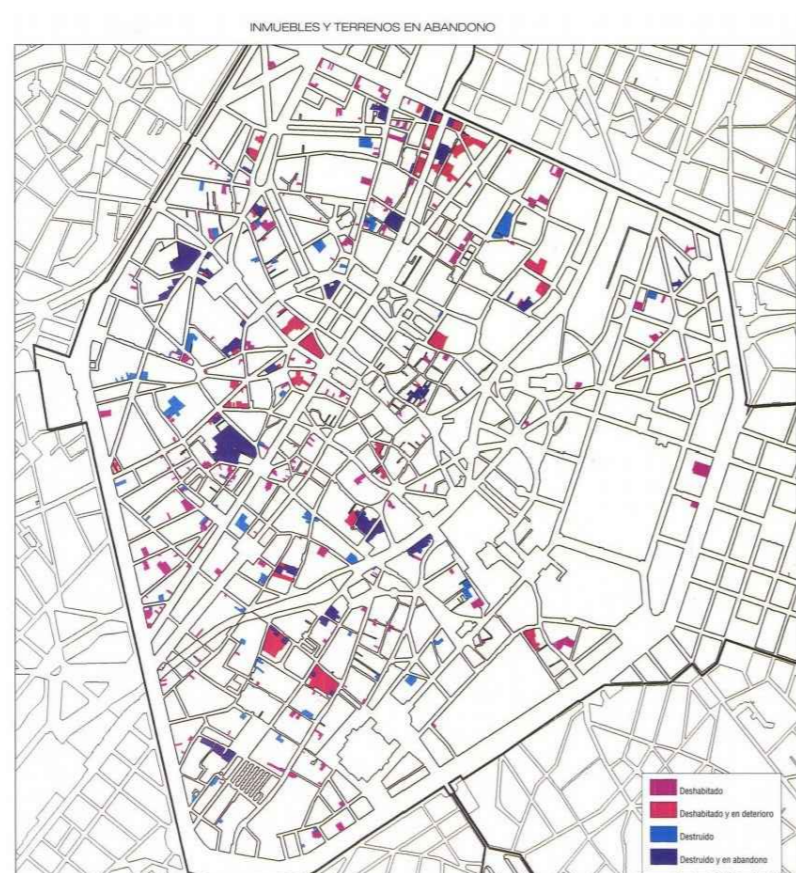 INMUEBLES Y TERRENOS EN ABANDONO
Deshabitado
Deshabitado y en deterioro
Destruido
Destruido y en abandono